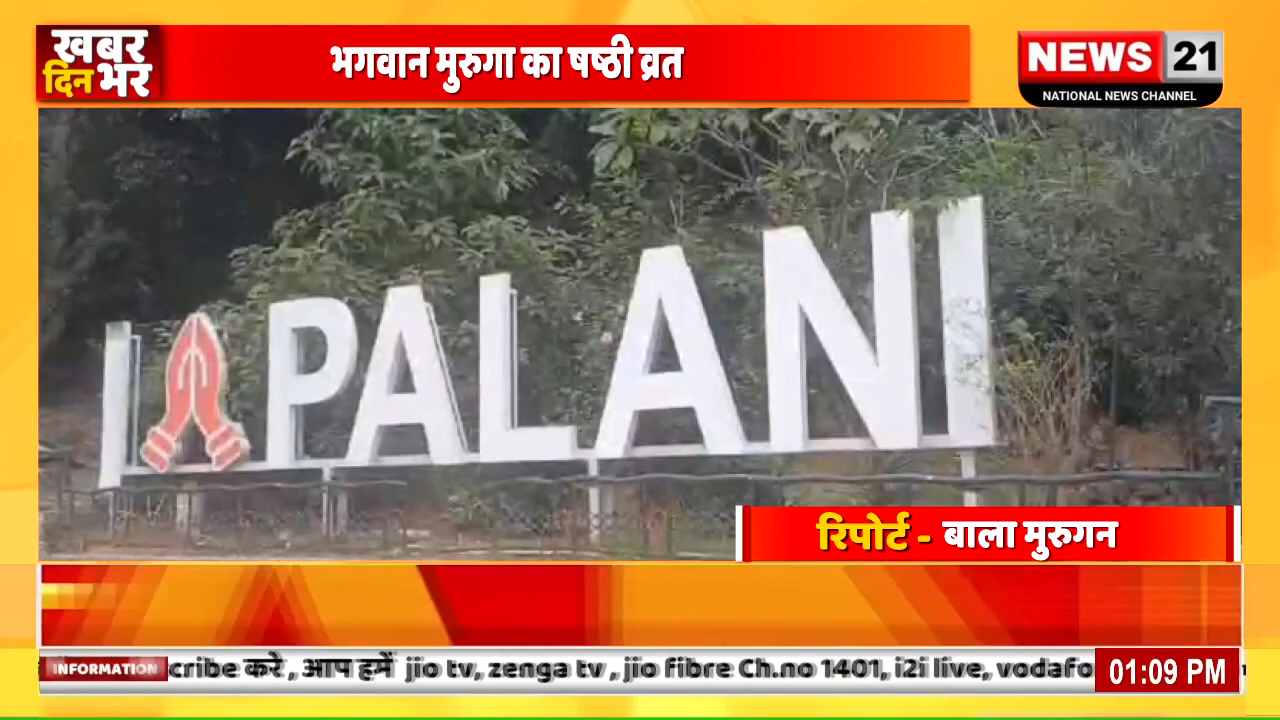 खबर
दिन भर
भगवान मुरुगा का षष्ठी व्रत
NEWS 21
NATIONAL NEWS CHANNEL
I PALANI
रिपोर्ट - बाला मुरुगन
INFORMATION
cribe करे , आप हमें jio tv, zenga tv , jio fibre Ch.no 1401, i2i live, vodafo
01:09 PM